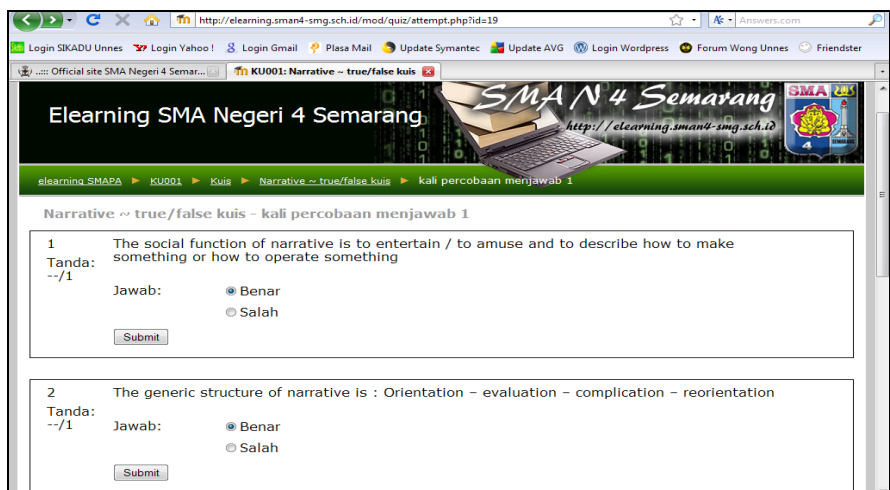 http://elearning.sman4-smg.sch.id/mod/quiz/attempt.php?id=19
Answers.com
Login SIKADU Unnes Login Yahoo ! Login Gmail Plasa Mail Update Symantec Update AVG Login Wordpress Forum Wong Unnes Friendster
..::: Official site SMA Negeri 4 Semar... KU001: Narrative ~ true/false kuis
Elearning SMA Negeri 4 Semarang
SMA N 4 Semarang
http://elearning.sman4-smg.sch.id
SMA
4
elearning SMAPA ► KU001 ► Kuis ► Narrative ~ true/false kuis ► kali percobaan menjawab 1
Narrative ~ true/false kuis - kali percobaan menjawab 1
1 The social function of narrative is to entertain / to amuse and to describe how to make
Tanda: something or how to operate something
--/1
Jawab: Benar
Salah
Submit
2 The generic structure of narrative is : Orientation – evaluation – complication – reorientation
Tanda:
--/1 Jawab: Benar
Salah
Submit